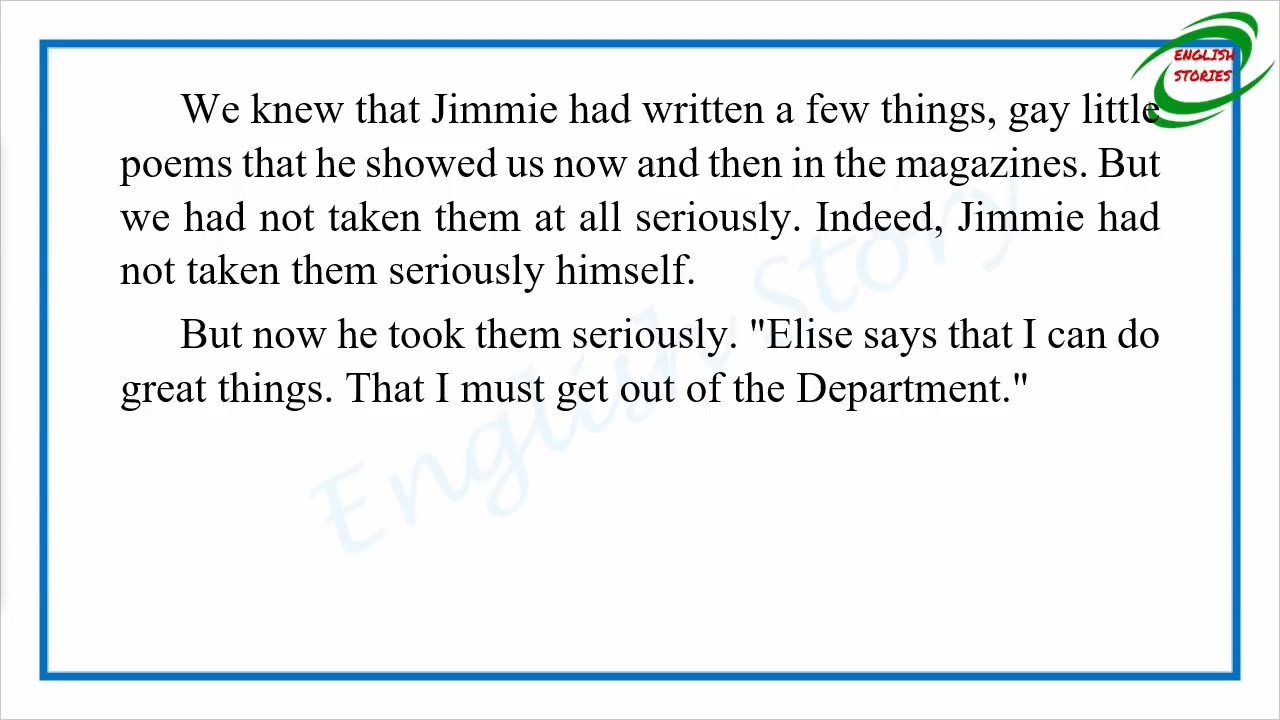 ENGLISH
STORIES
We knew that Jimmie had written a few things, gay little
poems that he showed us now and then in the magazines. But
we had not taken them at all seriously. Indeed, Jimmie had
not taken them seriously himself.
But now he took them seriously. "Elise says that I can do
great things. That I must get out of the Department."
English Story